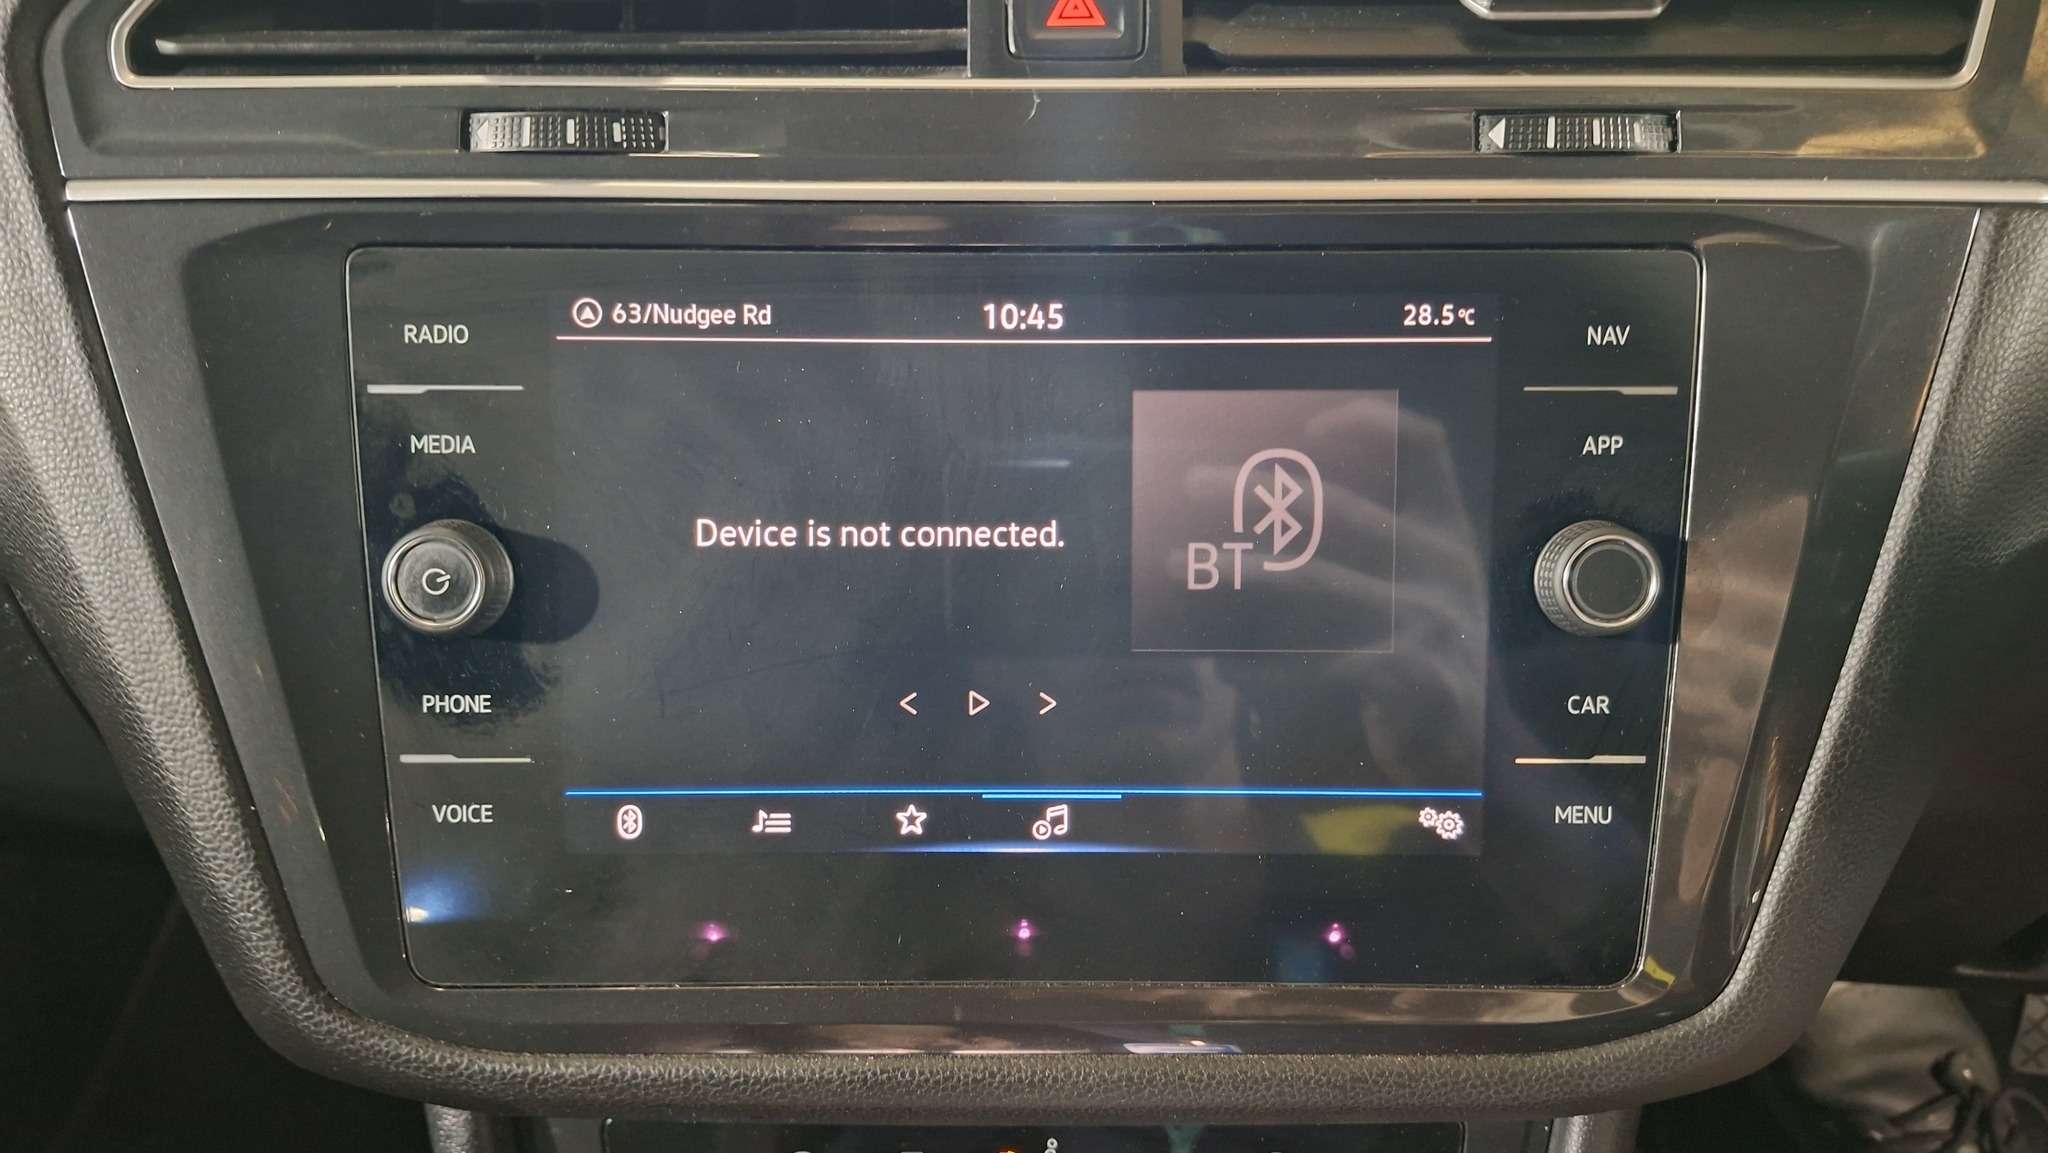 63/Nudgee Rd 10:45 28.5°C
RADIO
MEDIA
PHONE
VOICE
Device is not connected.
BT
NAV
APP
CAR
MENU